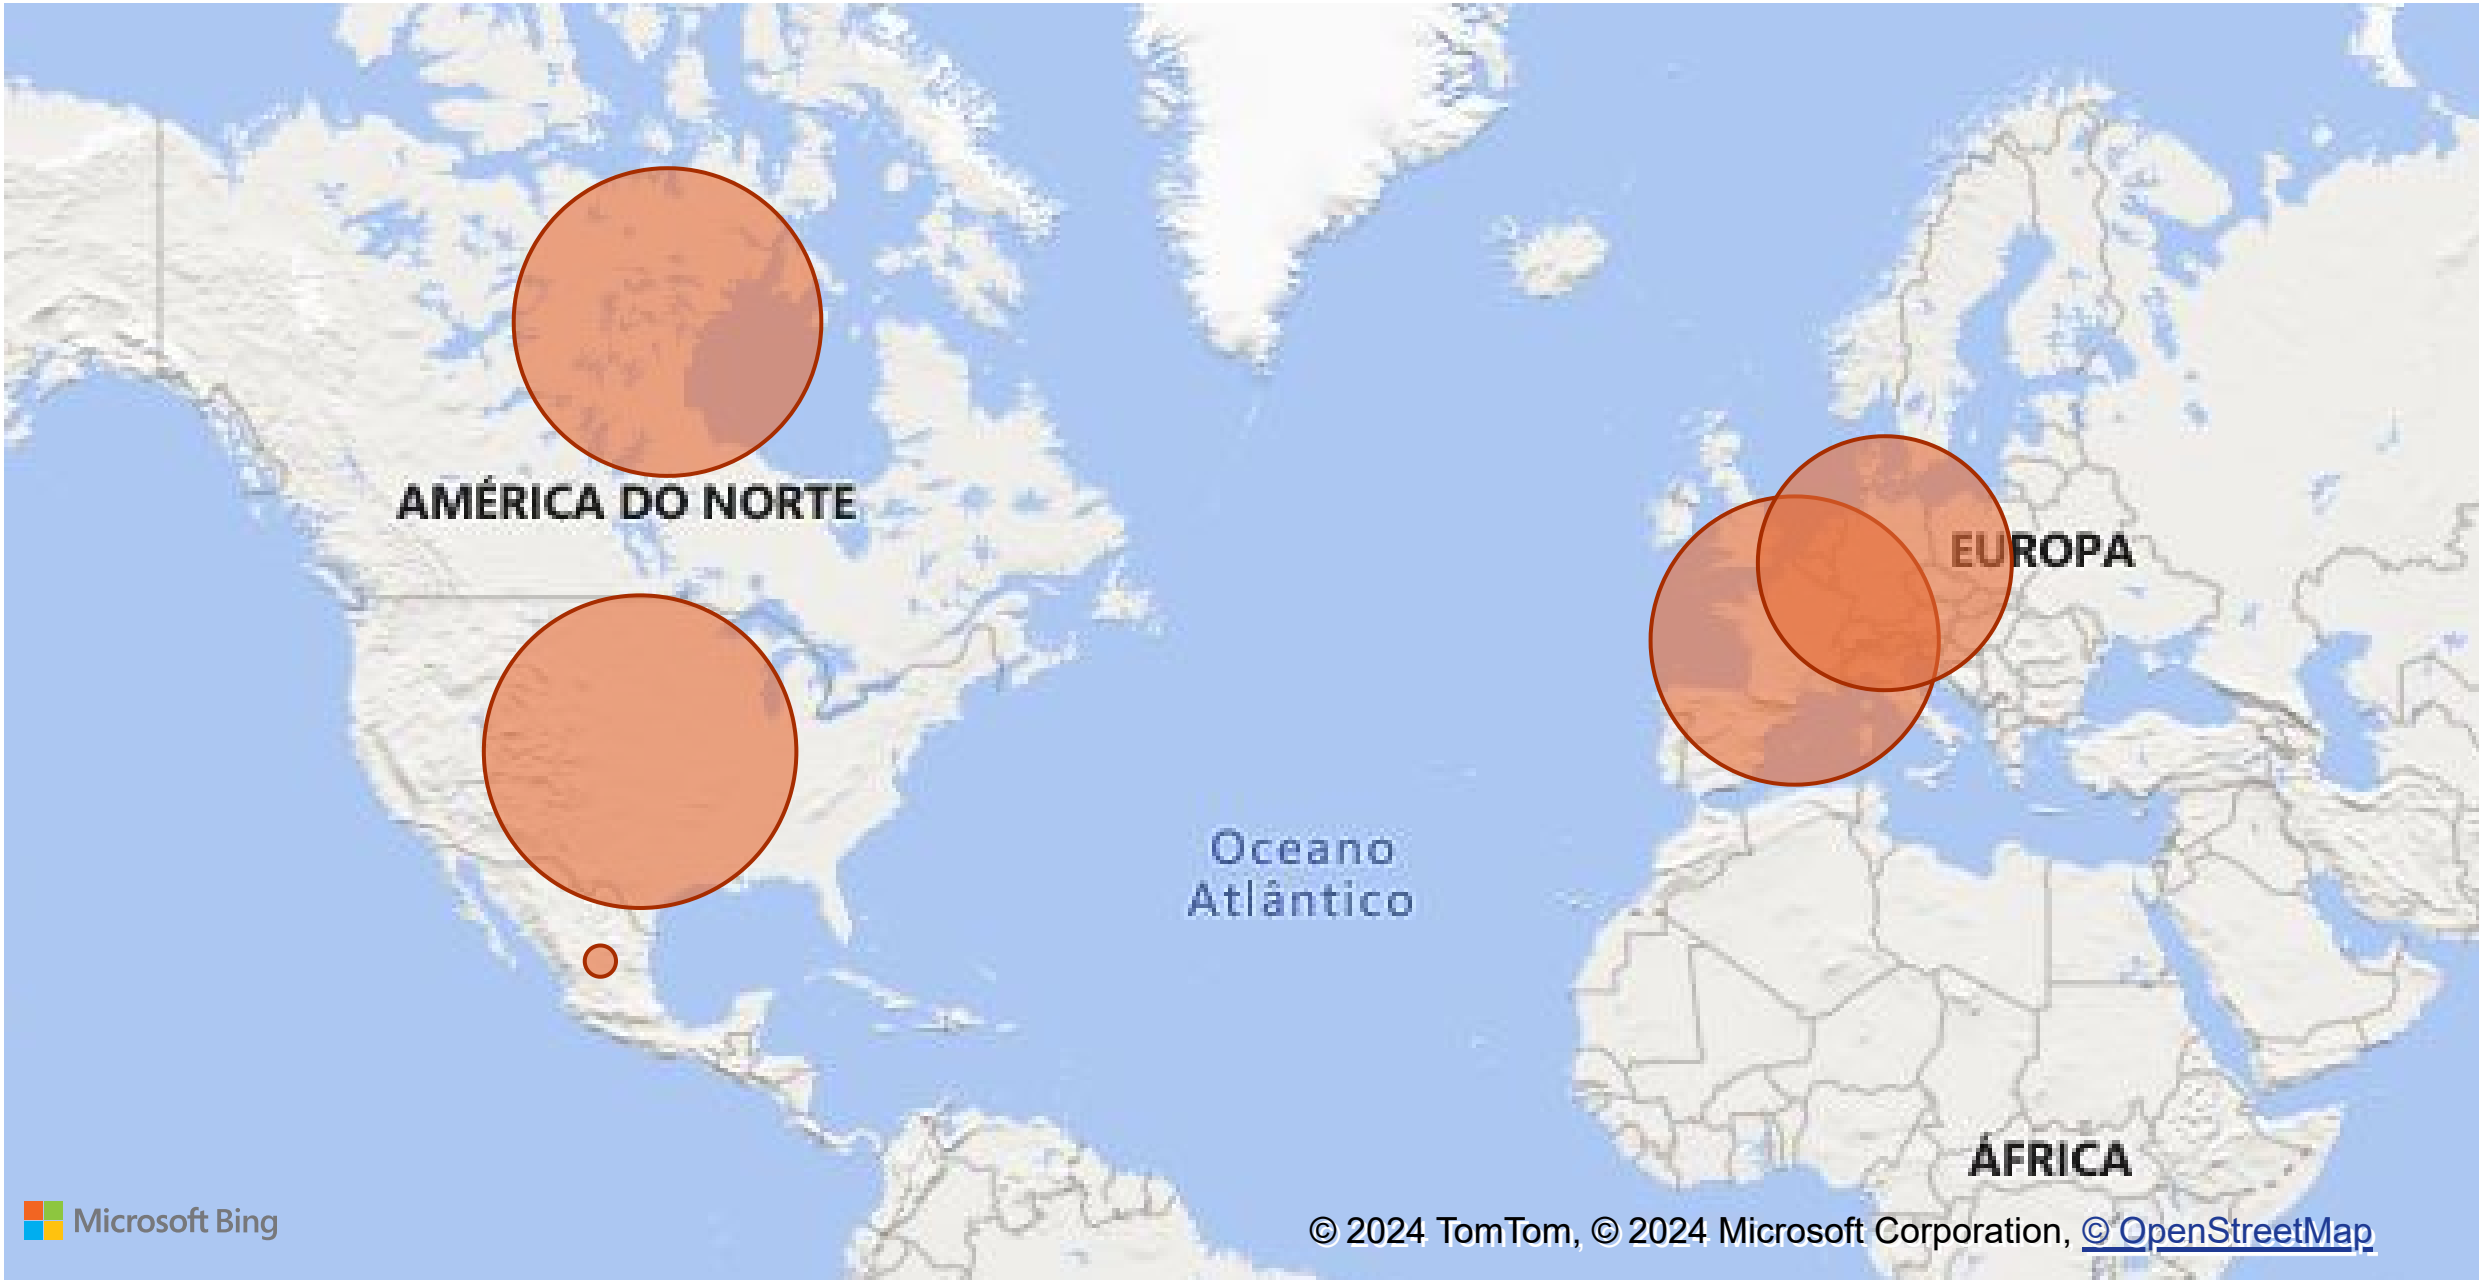 AMÉRICA DO NORTE
EUROPA
Oceano
Atlântico
ÁFRICA
Microsoft Bing
© 2024 TomTom, © 2024 Microsoft Corporation, © OpenStreetMap